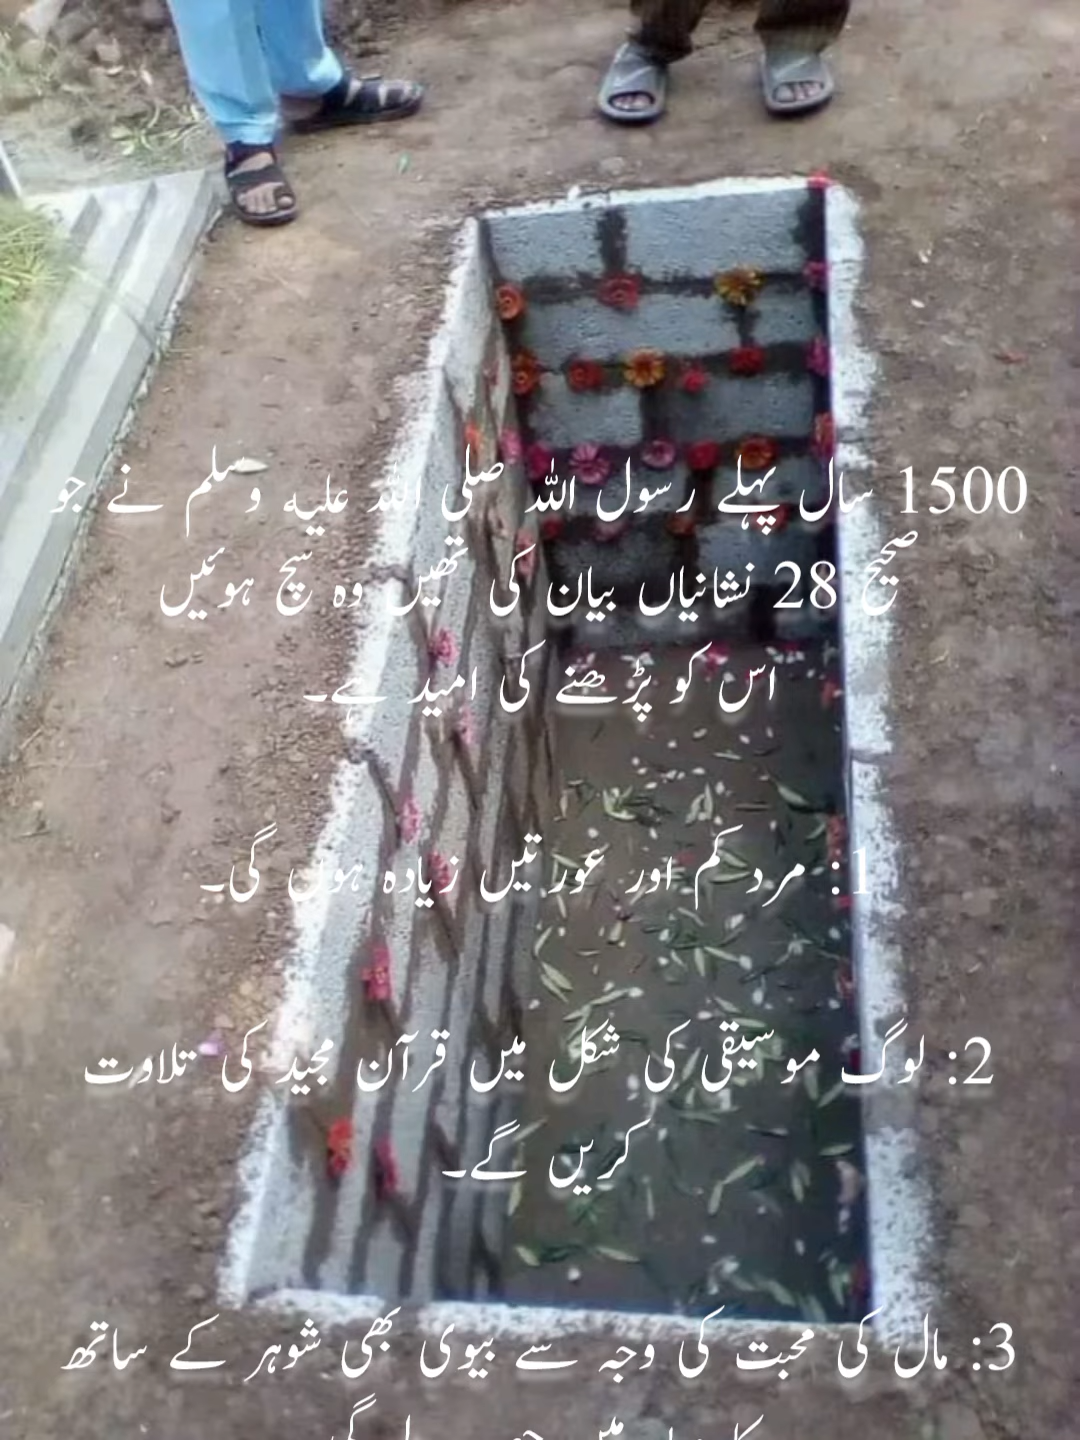 1500 سال پہلے رسول اللہ صلی اللہ علیہ وسلم نے جو
صحیح 28 نشانیاں بیان کی تھیں وہ سچ ہوئیں
اس کو پڑھنے کی امید ہے۔
1: مرد کم اور عورتیں زیادہ ہوں گی۔
2: لوگ موسیقی کی شکل میں قرآن مجید کی تلاوت
کریں گے۔
3: مال کی محبت کی وجہ سے بیوی بھی شوہر کے ساتھ
میں